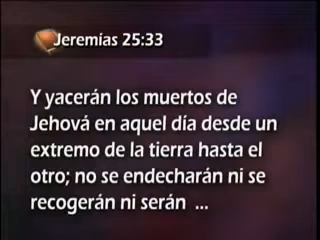 Jeremías 25:33
Y yacerán los muertos de
Jehová en aquel día desde un
extremo de la tierra hasta el
otro; no se endecharán ni se
recogerán ni serán ...